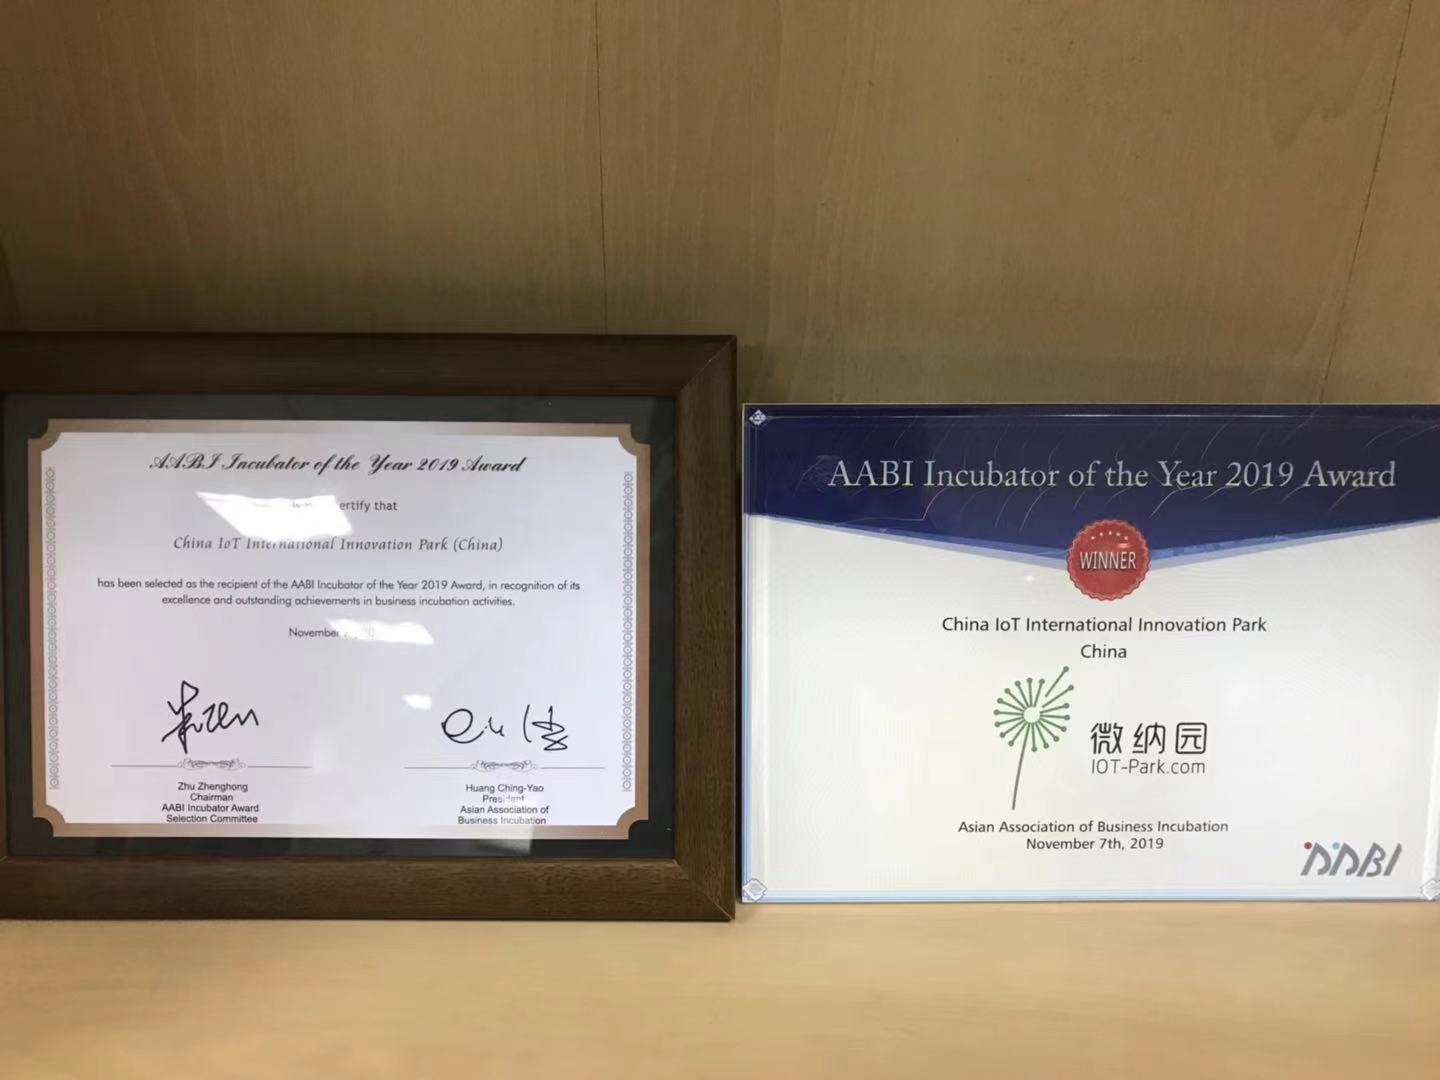 AABI Incubator of the Year 2019 Award
ertify that
China IoT International Innovation Park (China)
has been selected as the recipient of the AABI Incubator of the Year 2019 Award, in recognition of its
excellence and outstanding achievements in business incubation activities.
November
Zhu Zhenghong
Chairman
AABI Incubator Award
Selection Committee
Huang Ching-Yao
President
Asian Association of
Business Incubation
AABI Incubator of the Year 2019 Award
WINNER
China IoT International Innovation Park
China
微纳园
IOT-Park.com
Asian Association of Business Incubation
November 7th, 2019
AABI